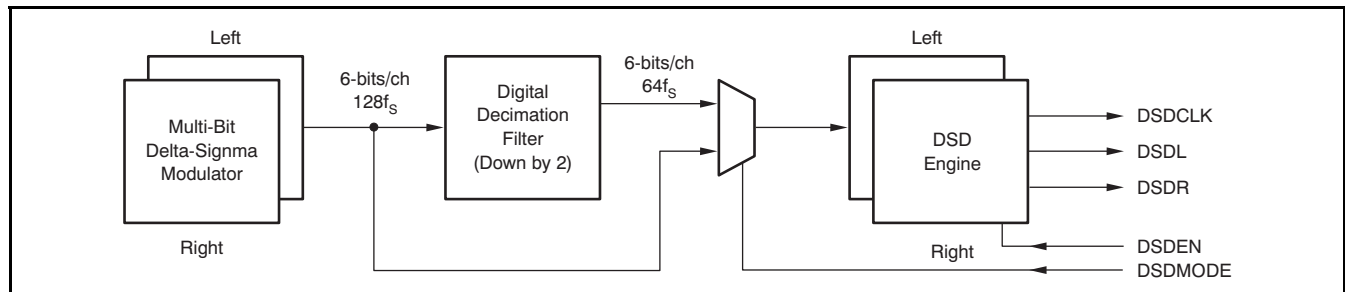 Left
Multi-Bit
Delta-Signma
Modulator
Right
6-bits/ch
128fS
Digital
Decimation
Filter
(Down by 2)
6-bits/ch
64fS
Left
DSD
Engine
Right
DSDCLK
DSDL
DSDR
DSDEN
DSDMODE